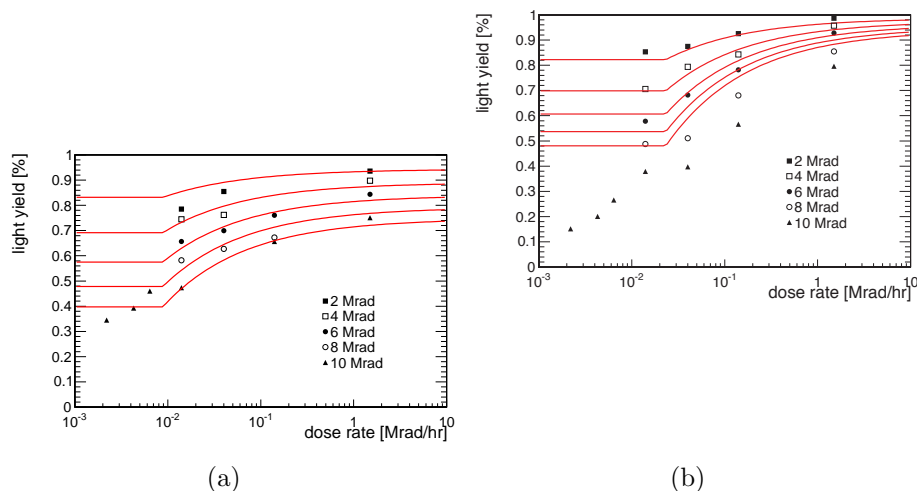 light yield [%]
1
0.9
0.8
0.7
0.6
0.5
0.4
0.3
0.2
0.1
0
2 Mrad
4 Mrad
6 Mrad
8 Mrad
10 Mrad
10⁻³
10⁻²
10⁻¹
1
10
dose rate [Mrad/hr]
(a)
light yield [%]
1
0.9
0.8
0.7
0.6
0.5
0.4
0.3
0.2
0.1
0
2 Mrad
4 Mrad
6 Mrad
8 Mrad
10 Mrad
10⁻³
10⁻²
10⁻¹
1
10
dose rate [Mrad/hr]
(b)